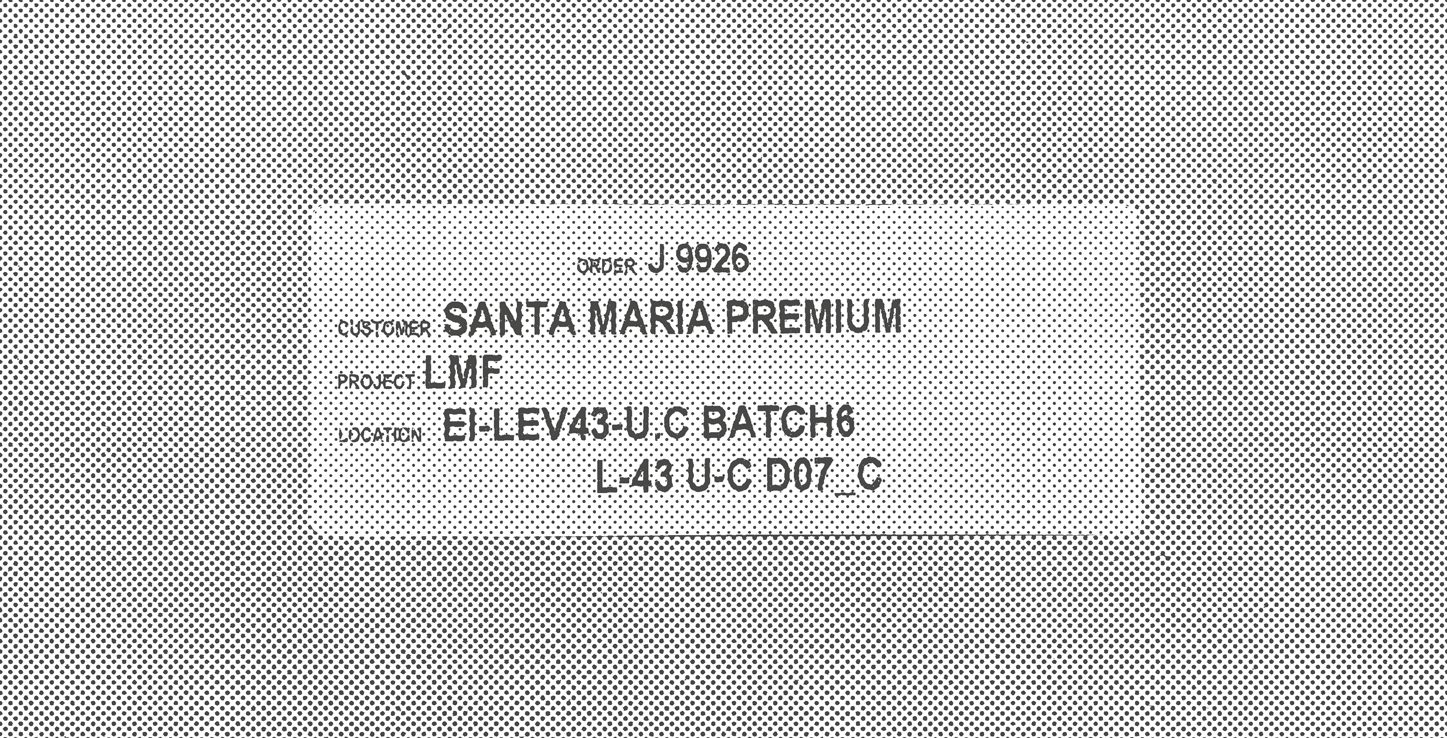 ORDER J 9926
CUSTOMER SANTA MARIA PREMIUM
PROJECT LMF
LOCATION EI-LEV43-U.C BATCH6
L-43 U-C D07_C